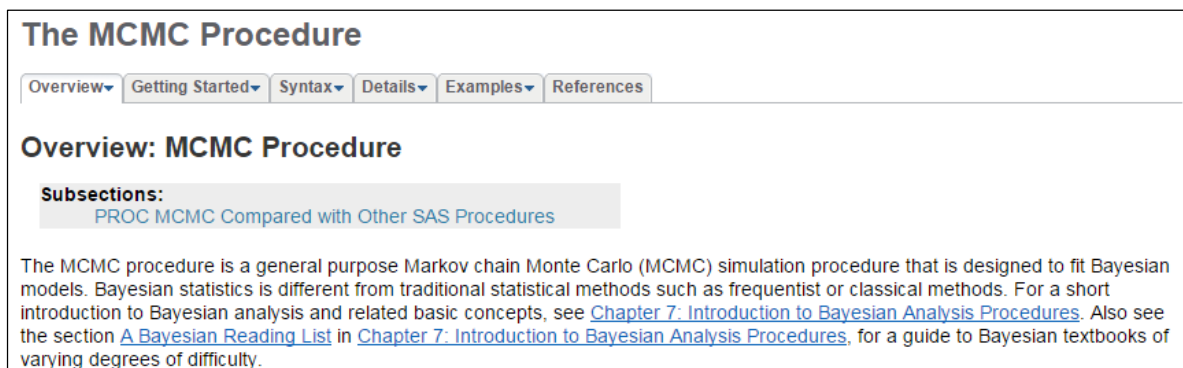 The MCMC Procedure
Overview Getting Started Syntax Details Examples References
Overview: MCMC Procedure
Subsections:
PROC MCMC Compared with Other SAS Procedures
The MCMC procedure is a general purpose Markov chain Monte Carlo (MCMC) simulation procedure that is designed to fit Bayesian
models. Bayesian statistics is different from traditional statistical methods such as frequentist or classical methods. For a short
introduction to Bayesian analysis and related basic concepts, see Chapter 7: Introduction to Bayesian Analysis Procedures. Also see
the section A Bayesian Reading List in Chapter 7: Introduction to Bayesian Analysis Procedures, for a guide to Bayesian textbooks of
varying degrees of difficulty.